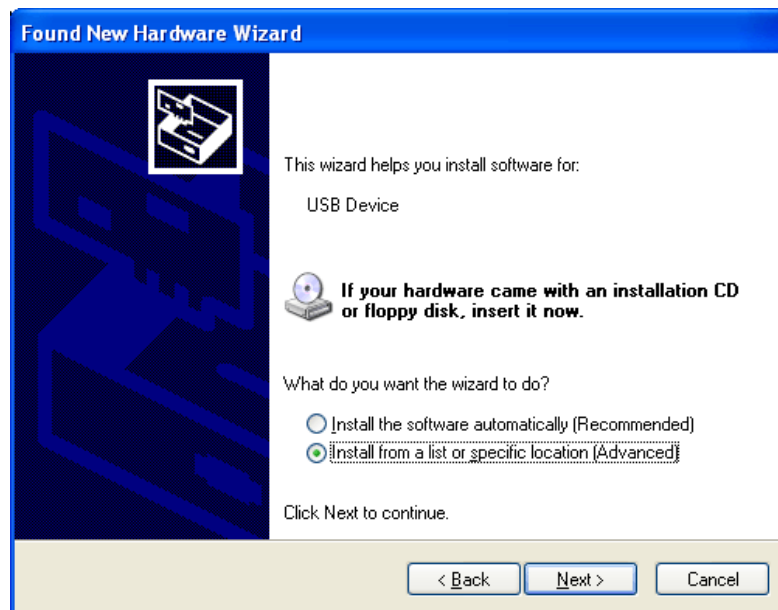 Found New Hardware Wizard
This wizard helps you install software for:
USB Device
If your hardware came with an installation CD
or floppy disk, insert it now.
What do you want the wizard to do?
Install the software automatically (Recommended)
Install from a list or specific location (Advanced)
Click Next to continue.
< Back Next > Cancel